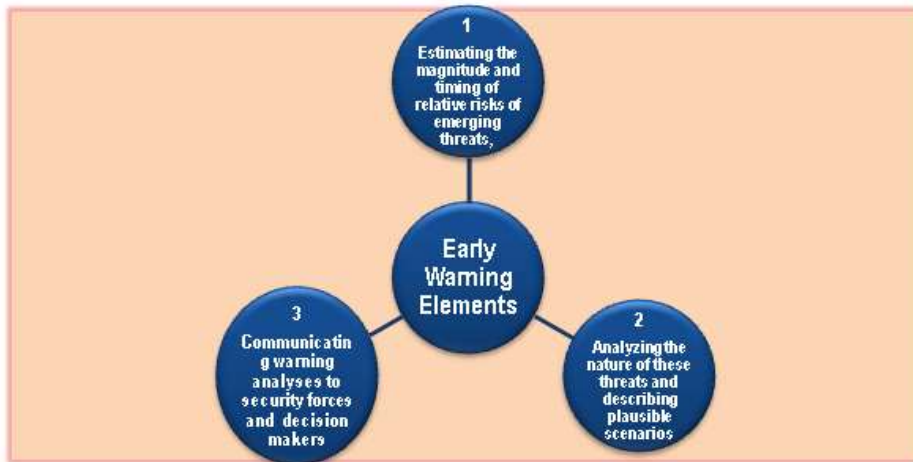 1
Estimating the
magnitude and
timing of
relative risks of
emerging
threats,
Early
Warning
Elements
2
Analyzing the
nature of these
threats and
describing
plausible
scenarios
3
Communicatin
g warning
analyses to
security forces
and decision
makers